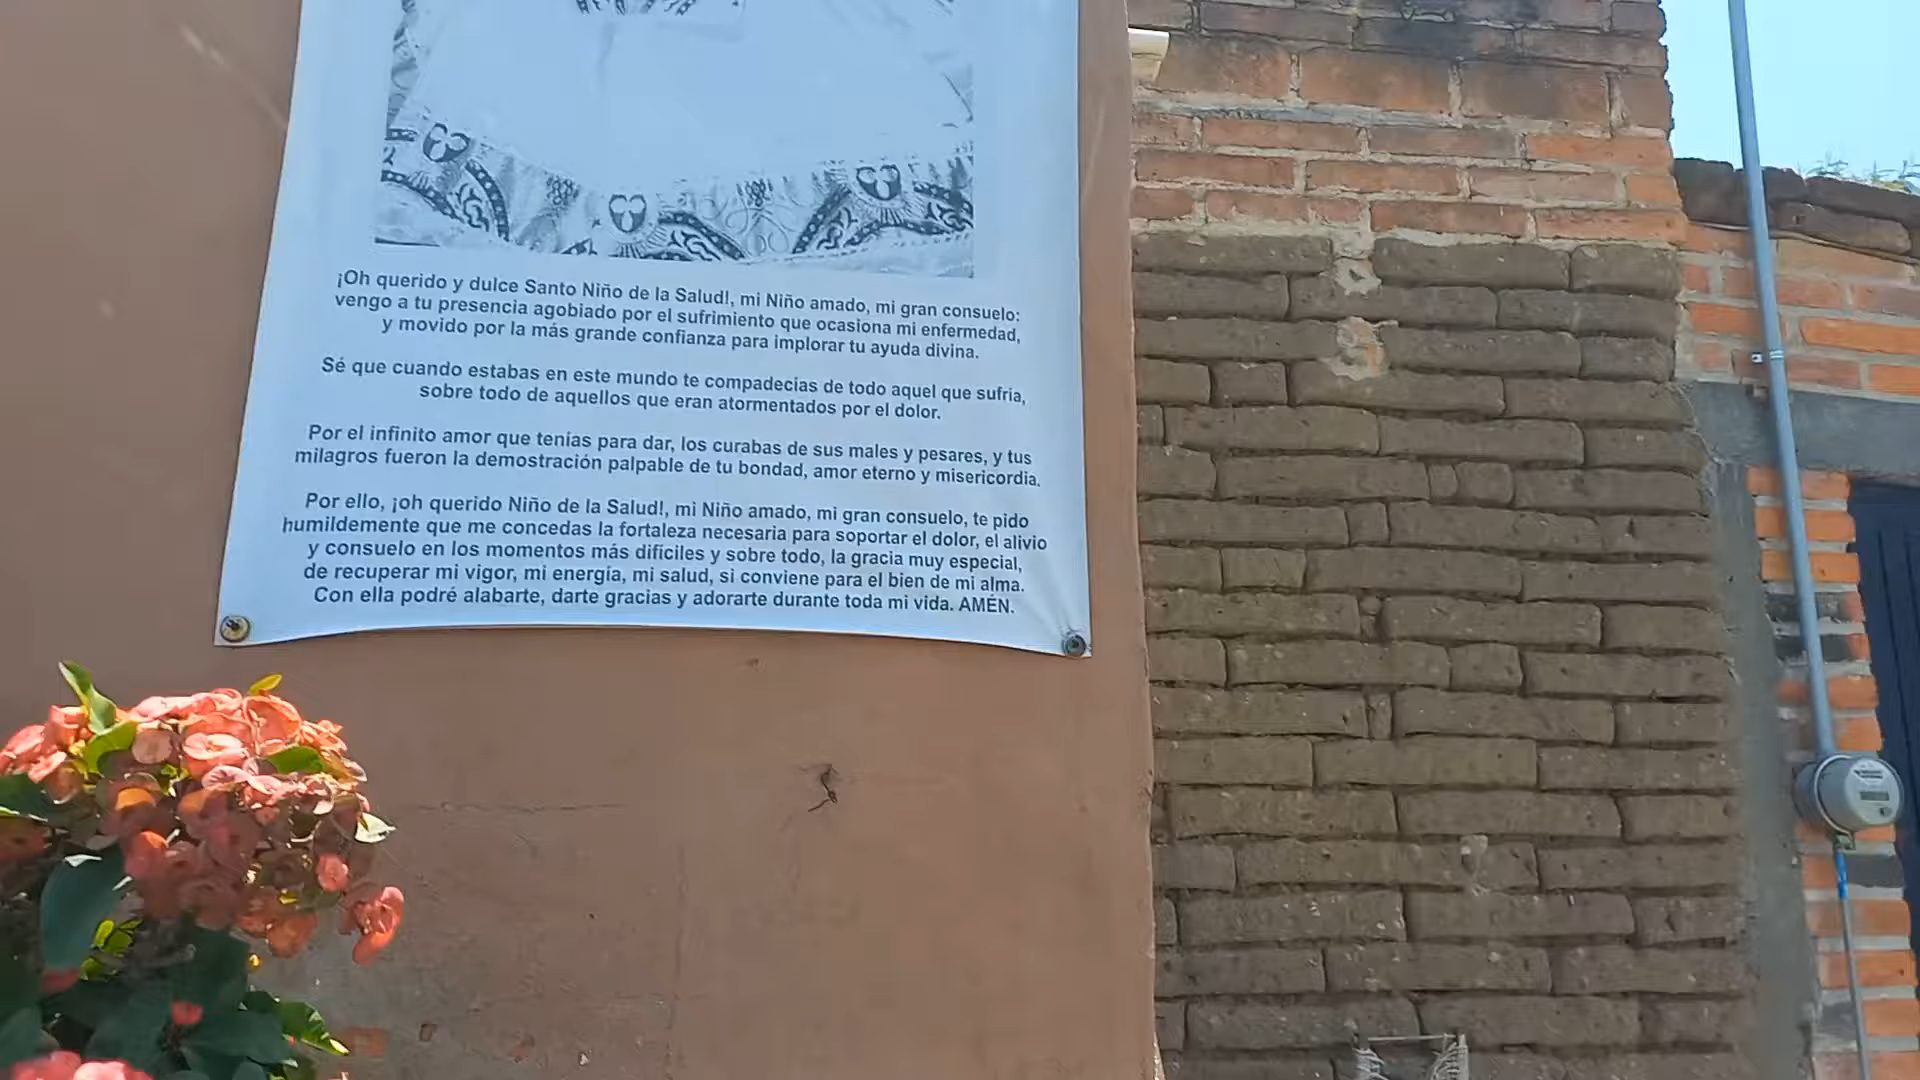 ¡Oh querido y dulce Santo Niño de la Salud!, mi Niño amado, mi gran consuelo:
vengo a tu presencia agobiado por el sufrimiento que ocasiona mi enfermedad,
y movido por la más grande confianza para implorar tu ayuda divina.
Sé que cuando estabas en este mundo te compadecías de todo aquel que sufría,
sobre todo de aquellos que eran atormentados por el dolor.
Por el infinito amor que tenías para dar, los curabas de sus males y pesares, y tus
milagros fueron la demostración palpable de tu bondad, amor eterno y misericordia.
Por ello, ¡oh querido Niño de la Salud!, mi Niño amado, mi gran consuelo, te pido
humildemente que me concedas la fortaleza necesaria para soportar el dolor, el alivio
y consuelo en los momentos más difíciles y sobre todo, la gracia muy especial,
de recuperar mi vigor, mi energía, mi salud, si conviene para el bien de mi alma.
Con ella podré alabarte, darte gracias y adorarte durante toda mi vida. AMÉN.